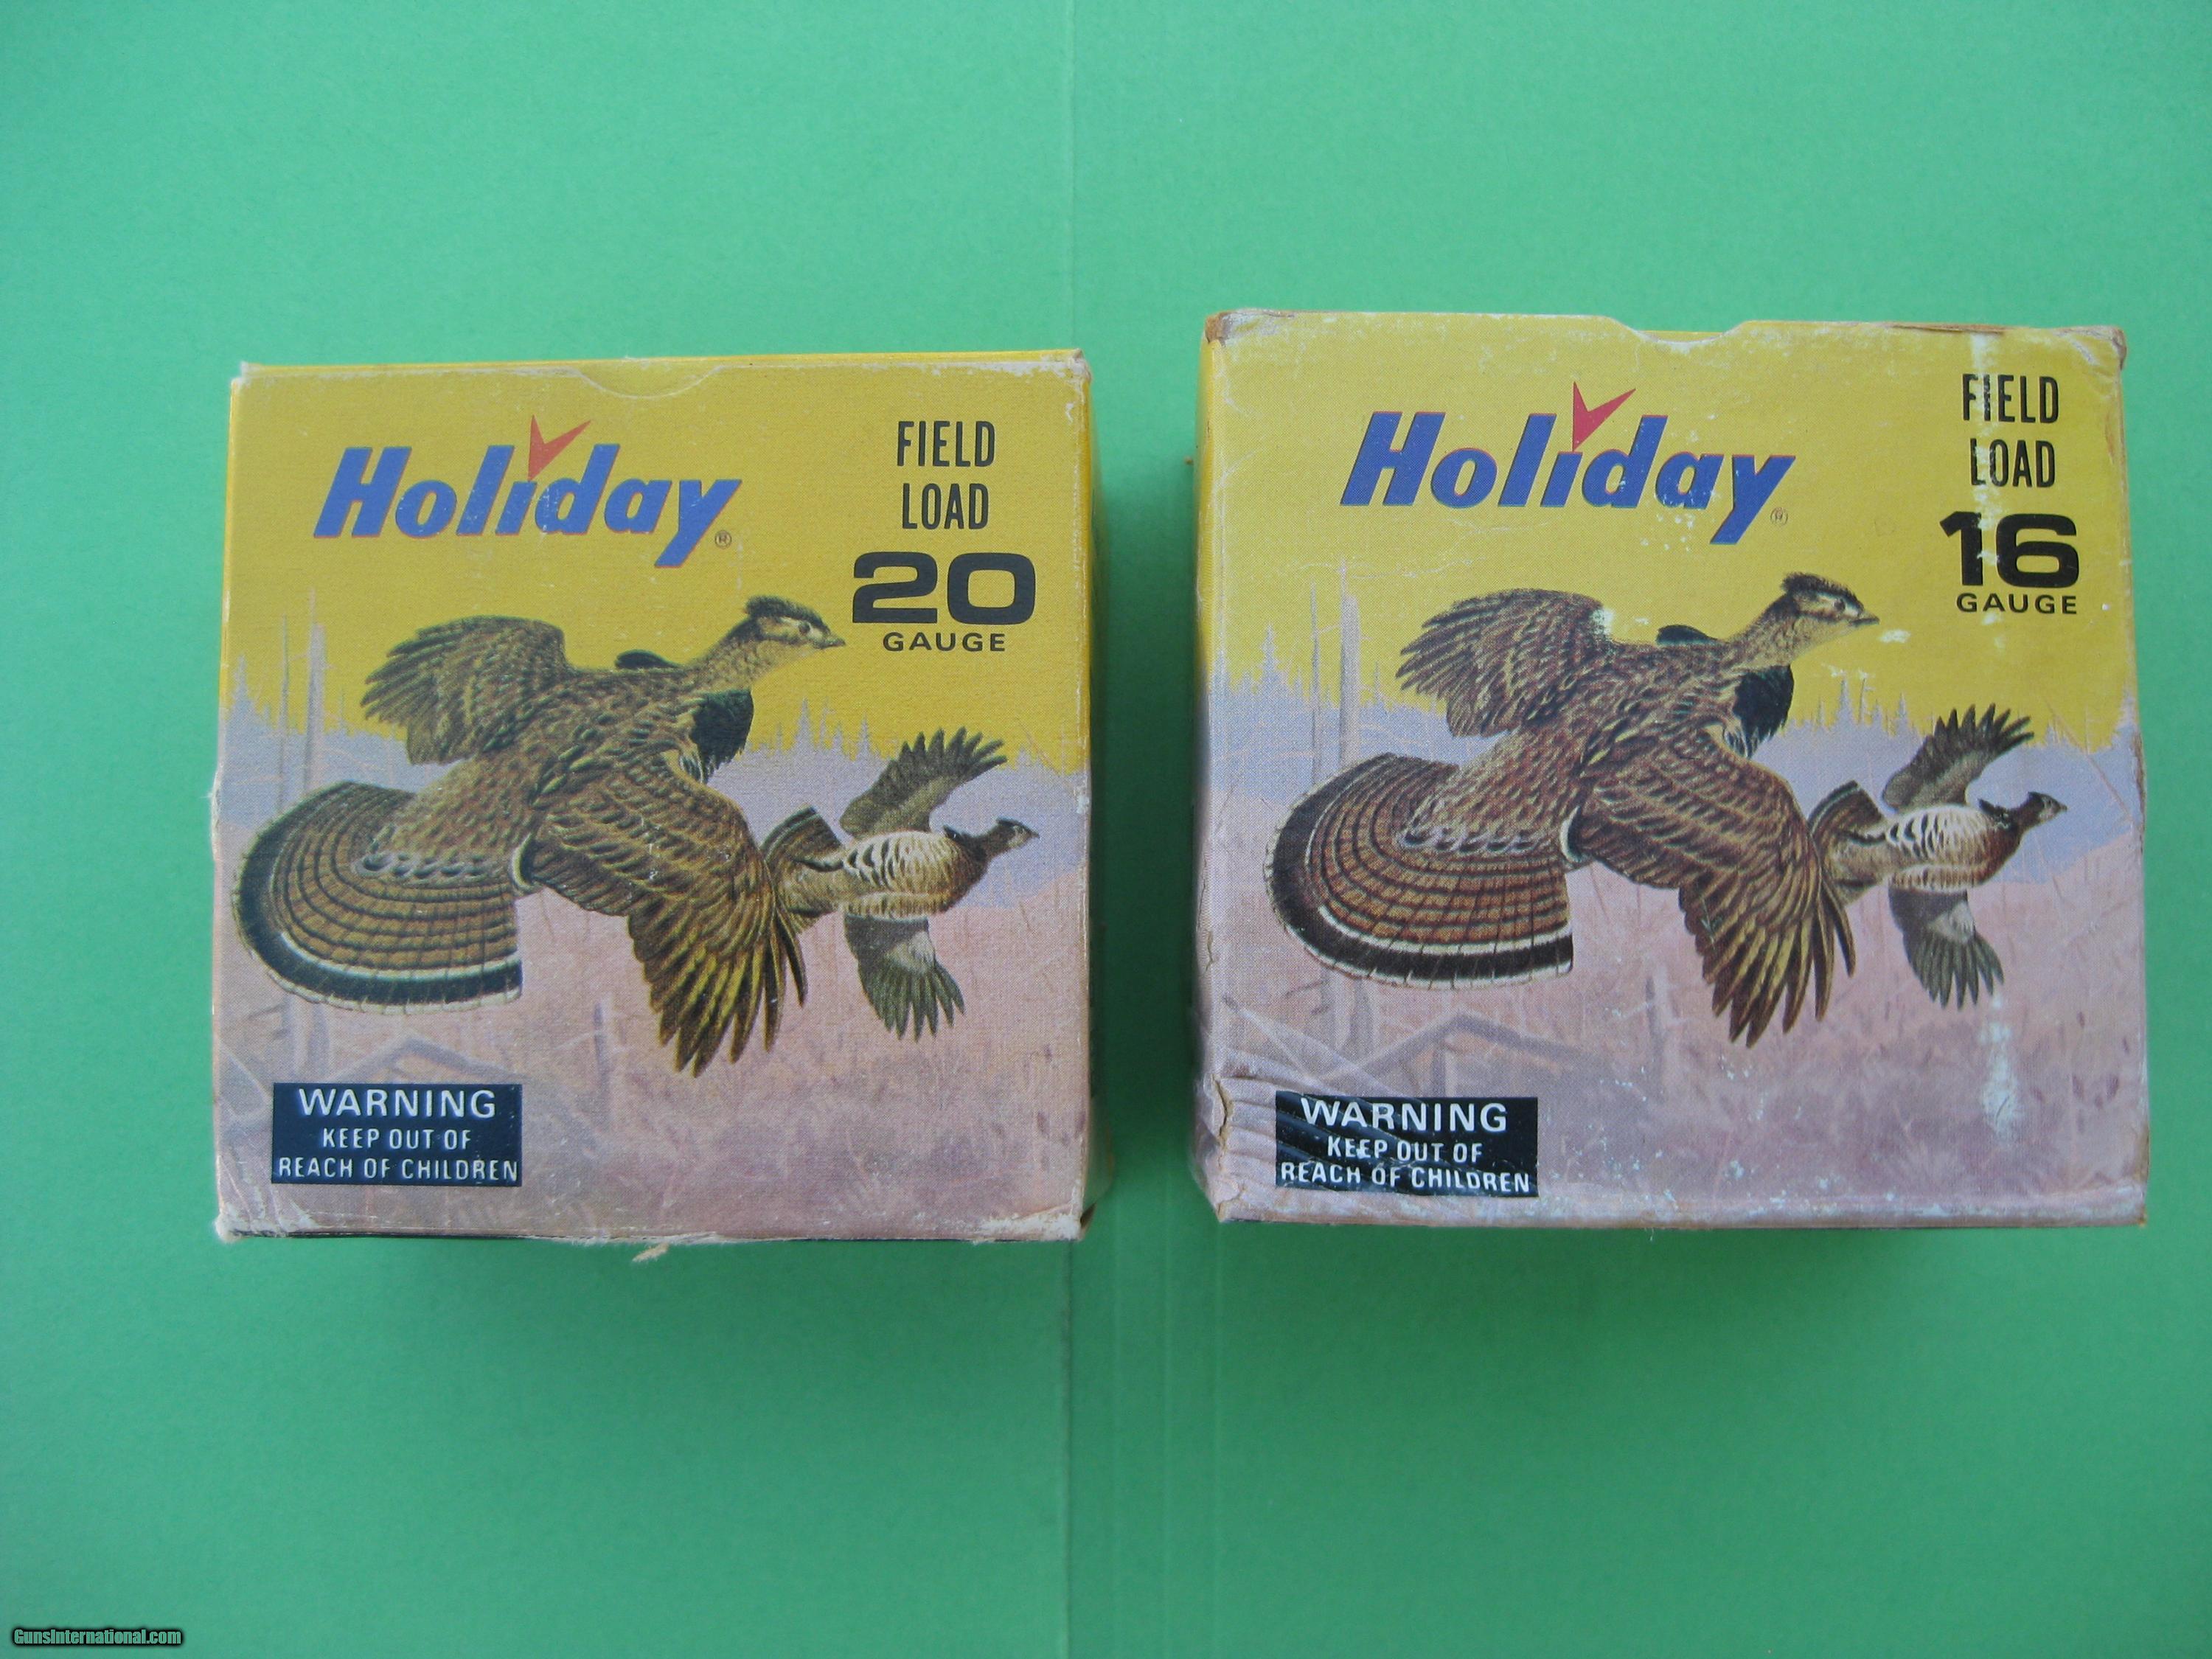 Holiday®
FIELD
LOAD
20
GAUGE
WARNING
KEEP OUT OF
REACH OF CHILDREN
Holiday®
FIELD
LOAD
16
GAUGE
WARNING
KEEP OUT OF
REACH OF CHILDREN
GunsInternational.com